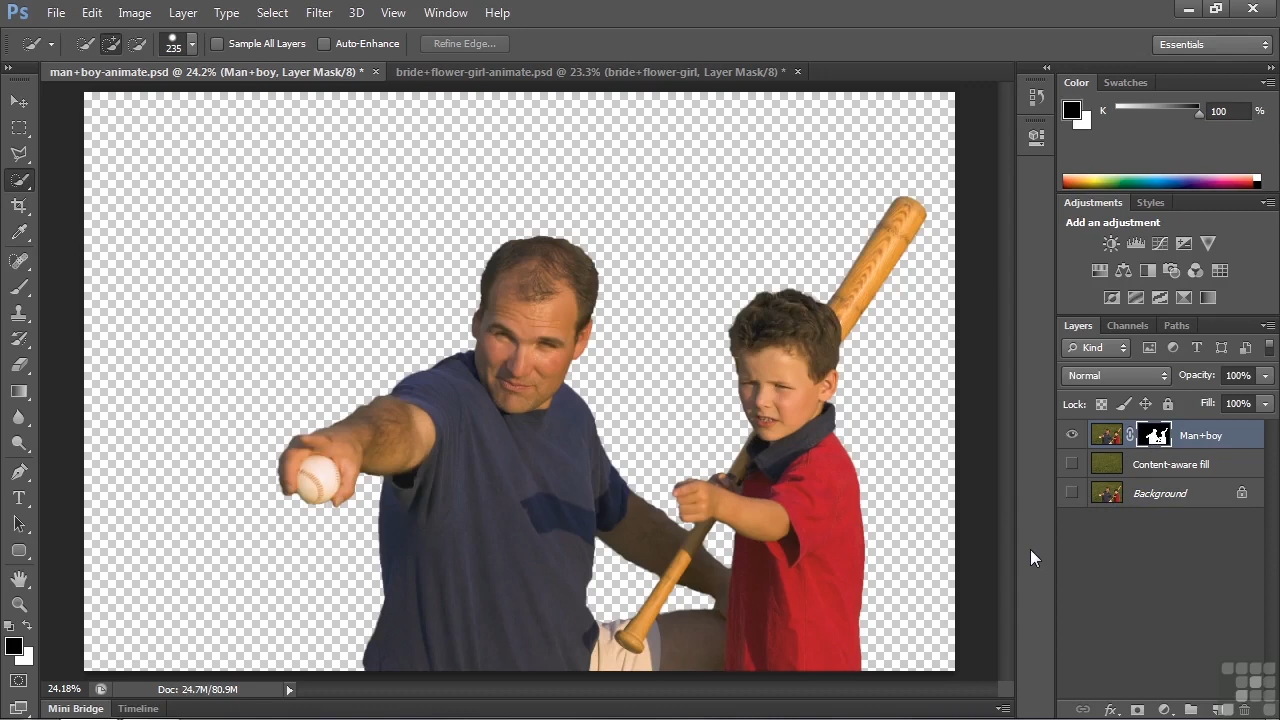 Ps File Edit Image Layer Type Select Filter 3D View Window Help
235 Sample All Layers Auto-Enhance Refine Edge... Essentials
man+boy-animate.psd @ 24.2% (Man+boy, Layer Mask/8) * × bride+flower-girl-animate.psd @ 23.3% (bride+flower-girl, Layer Mask/8) * ×
Color Swatches
K 100 %
Adjustments Styles
Add an adjustment
Layers Channels Paths
Kind T
Normal Opacity: 100%
Lock: Fill: 100%
Man+boy
Content-aware fill
Background
T
24.18% Doc: 24.7M/80.9M
fx
Mini Bridge Timeline